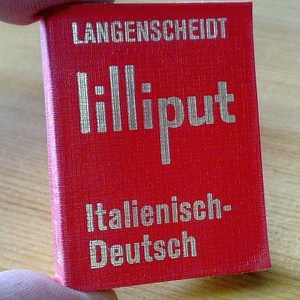 LANGENSCHEIDT
lilliput
Italienisch-
Deutsch